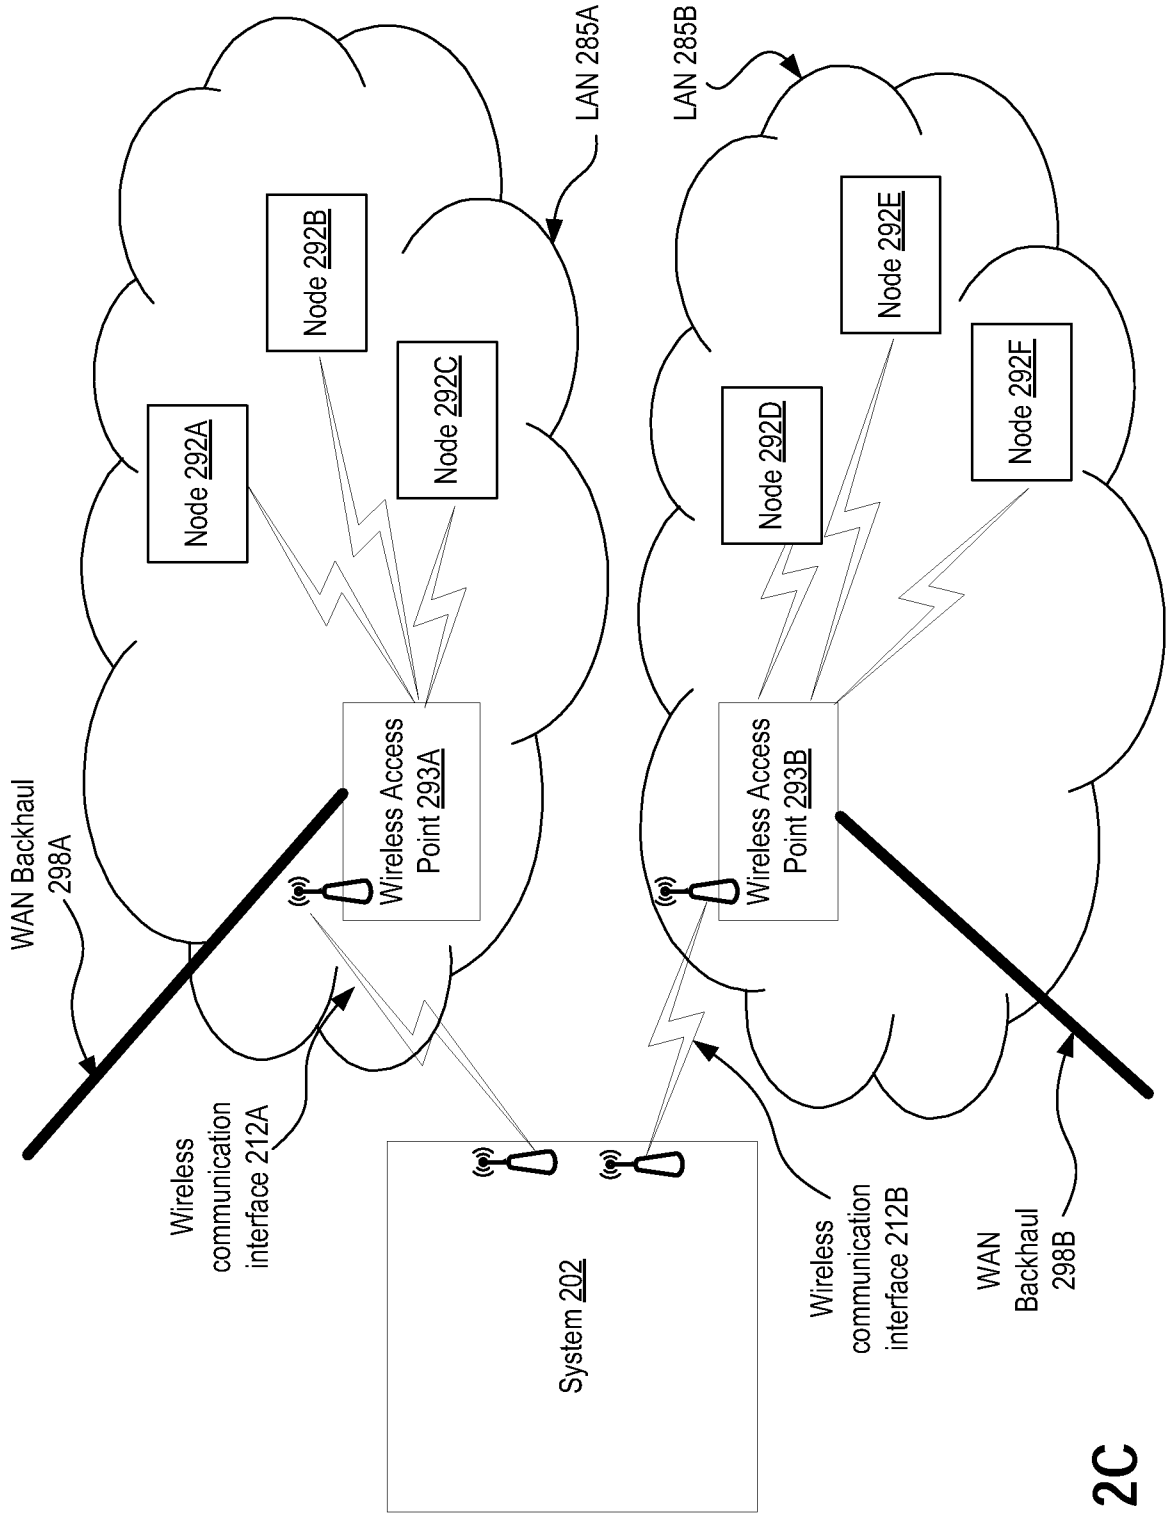 WAN Backhaul
298A
Wireless
communication
interface 212A
Wireless Access
Point 293A
Node 292A
Node 292B
Node 292C
LAN 285A
System 202
LAN 285B
Wireless Access
Point 293B
Node 292D
Node 292E
Node 292F
Wireless
communication
interface 212B
WAN
Backhaul
298B
2C